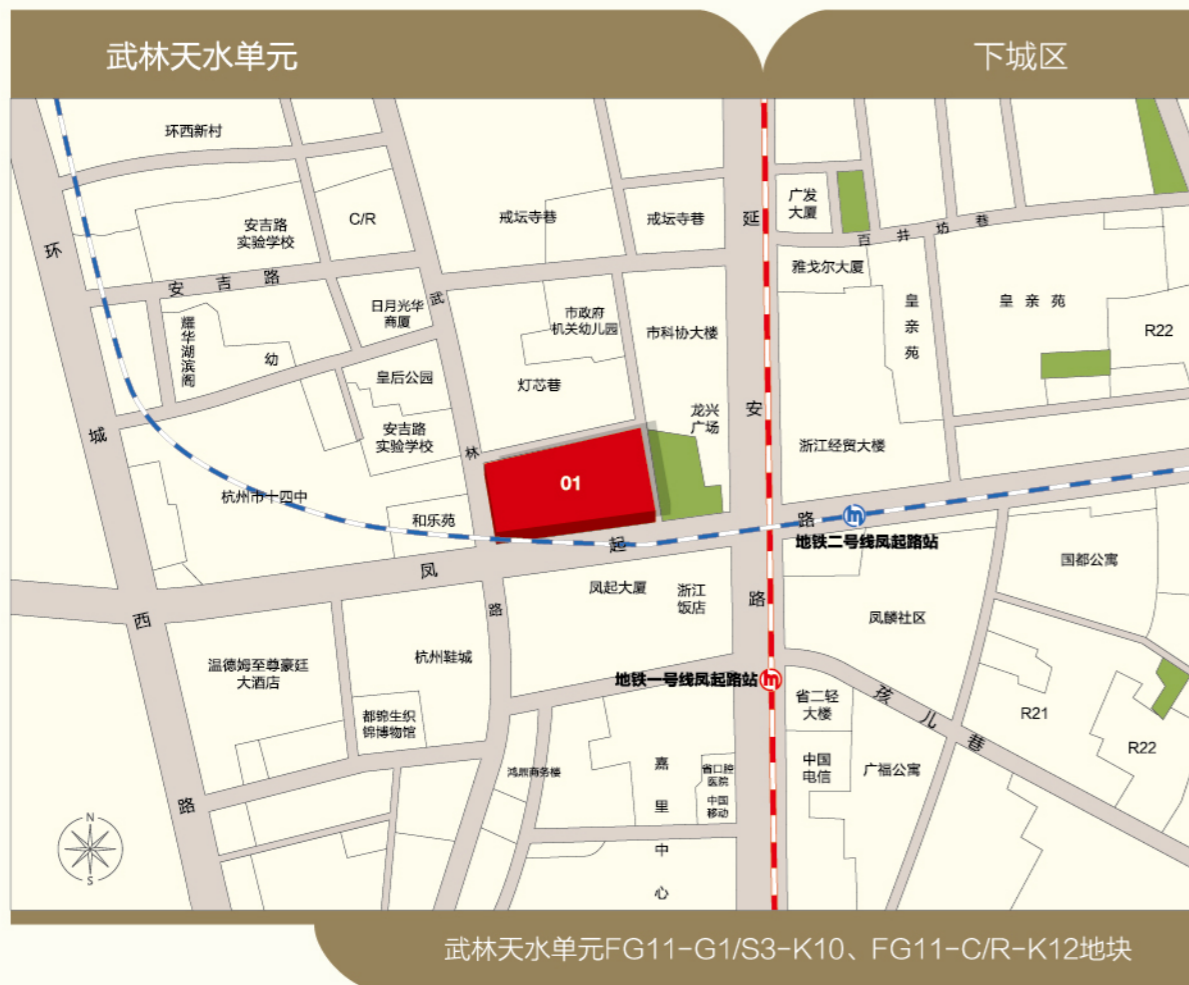 武林天水单元
下城区
环西新村
安吉路
实验学校
C/R
戒坛寺巷
戒坛寺巷
广发
大厦
百井坊巷
雅戈尔大厦
皇亲苑
皇亲苑
R22
安吉路
日月光华
商厦
市政府
机关幼儿园
市科协大楼
耀华湖滨阁
幼
皇后公园
灯芯巷
龙兴
广场
安吉路
实验学校
浙江经贸大楼
01
杭州市十四中
和乐苑
地铁二号线凤起路站
国都公寓
凤起路
凤起大厦
浙江
饭店
凤麟社区
环城西路
武林路
延安路
温德姆至尊豪廷
大酒店
杭州鞋城
地铁一号线凤起路站
省二轻
大楼
孩儿巷
R21
R22
都锦生织
锦博物馆
鸿鼎商务楼
嘉里中心
省口腔
医院
中国
移动
中国
电信
广福公寓
N
S
武林天水单元FG11-G1/S3-K10、FG11-C/R-K12地块